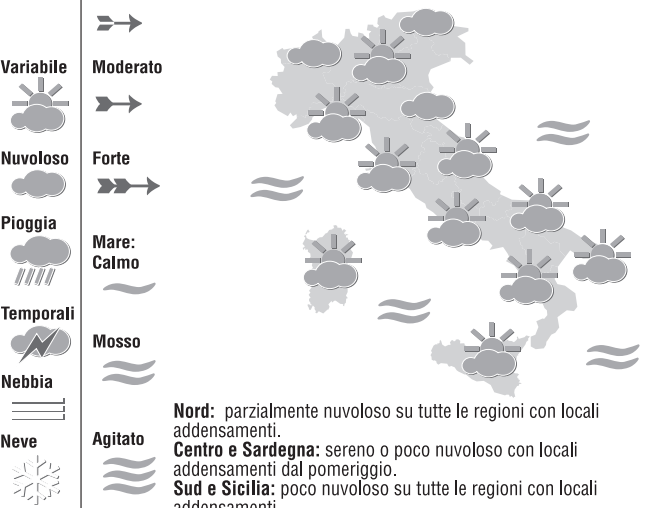 Variabile
Nuvoloso
Pioggia
Temporali
Nebbia
Neve
Moderato
Forte
Mare:
Calmo
Mosso
Agitato
Nord: parzialmente nuvoloso su tutte le regioni con locali
addensamenti.
Centro e Sardegna: sereno o poco nuvoloso con locali
addensamenti dal pomeriggio.
Sud e Sicilia: poco nuvoloso su tutte le regioni con locali
addensamenti